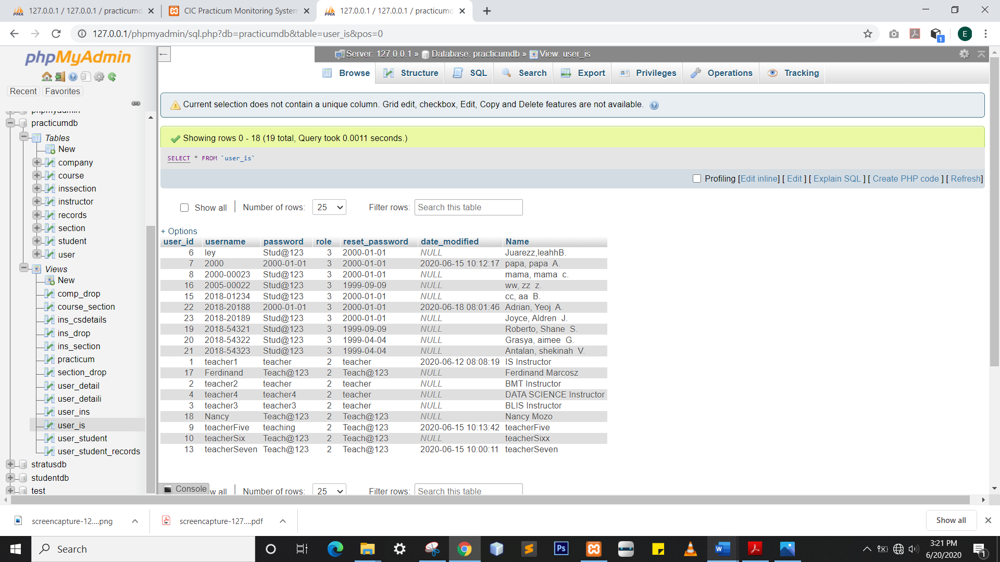 127.0.0.1 / 127.0.0.1 / practicumd
CIC Practicum Monitoring System
127.0.0.1 / 127.0.0.1 / practicumd
127.0.0.1/phpmyadmin/sql.php?db=practicumdb&table=user_is&pos=0
E
1
phpMyAdmin
Recent Favorites
phpmyadmin
practicumdb
Tables
New
company
course
inssection
instructor
records
section
student
user
Views
New
comp_drop
course_section
ins_csdetails
ins_drop
ins_section
practicum
section_drop
user_detail
user_detaili
user_ins
user_is
user_student
user_student_records
stratusdb
studentdb
test
Server: 127.0.0.1 » Database: practicumdb » View: user_is
Browse Structure SQL Search Export Privileges Operations Tracking
Current selection does not contain a unique column. Grid edit, checkbox, Edit, Copy and Delete features are not available.
Showing rows 0 - 18 (19 total, Query took 0.0011 seconds.)
SELECT * FROM `user_is`
Profiling [Edit inline] [ Edit ] [ Explain SQL ] [ Create PHP code ] [ Refresh]
Show all Number of rows: 25 Filter rows: Search this table
+ Options
user_id username password role reset_password date_modified Name
6 ley Stud@123 3 2000-01-01 NULL Juarezz,leahhB.
7 2000 2000-01-01 3 2000-01-01 2020-06-15 10:12:17 papa, papa A.
8 2000-00023 Stud@123 3 2000-01-01 NULL mama, mama c.
16 2005-00022 Stud@123 3 1999-09-09 NULL ww, zz z.
15 2018-01234 Stud@123 3 2000-01-01 NULL cc, aa B.
22 2018-20188 2000-01-01 3 2000-01-01 2020-06-18 08:01:46 Adrian, Yeoj A.
23 2018-20189 Stud@123 3 2000-01-01 NULL Joyce, Aldren J.
19 2018-54321 Stud@123 3 1999-09-09 NULL Roberto, Shane S.
20 2018-54322 Stud@123 3 1999-04-04 NULL Grasya, aimee G.
21 2018-54323 Stud@123 3 1999-04-04 NULL Antalan, shekinah V.
1 teacher1 teacher 2 teacher 2020-06-12 08:08:19 IS Instructor
17 Ferdinand Teach@123 2 Teach@123 NULL Ferdinand Marcosz
2 teacher2 teacher 2 teacher NULL BMT Instructor
4 teacher4 teacher4 2 teacher NULL DATA SCIENCE Instructor
3 teacher3 teacher3 2 teacher NULL BLIS Instructor
18 Nancy Teach@123 2 Teach@123 NULL Nancy Mozo
9 teacherFive teaching 2 Teach@123 2020-06-15 10:13:42 teacherFive
10 teacherSix Teach@123 2 Teach@123 NULL teacherSixx
13 teacherSeven Teach@123 2 Teach@123 2020-06-15 10:00:11 teacherSeven
Console w all Number of rows: 25 Filter rows: Search this table
screencapture-12....png
screencapture-127....pdf
Show all
Search
Ps
3:21 PM
6/20/2020
1